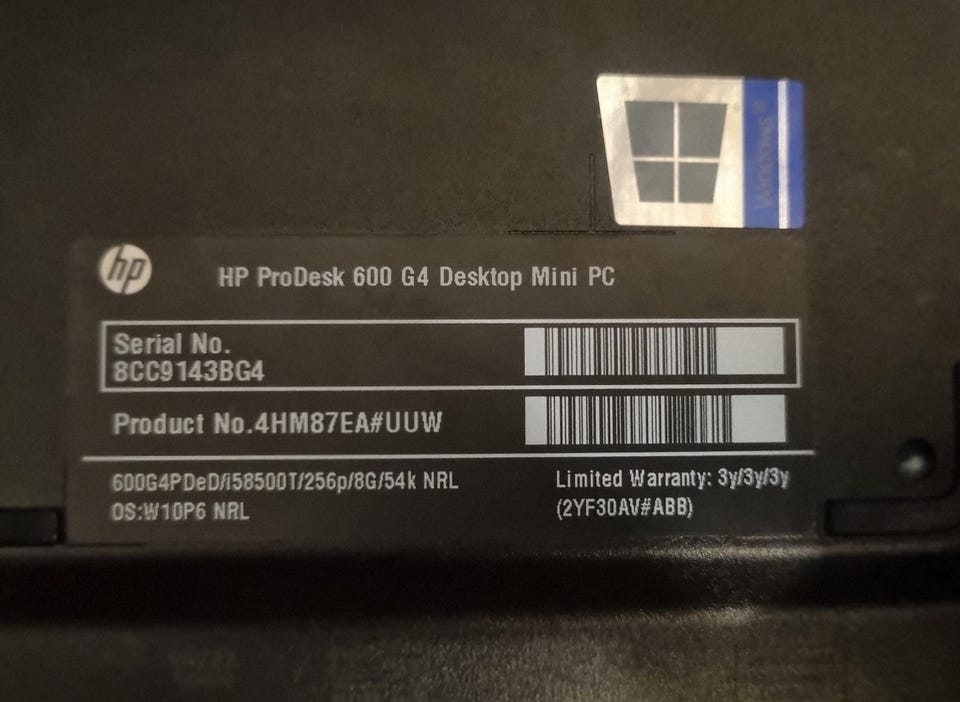 Windows®
hp
HP ProDesk 600 G4 Desktop Mini PC
Serial No.
8CC9143BG4
Product No.4HM87EA#UUW
600G4PDeD/i58500T/256p/8G/54k NRL
OS:W10P6 NRL
Limited Warranty: 3y/3y/3y
(2YF30AV#ABB)